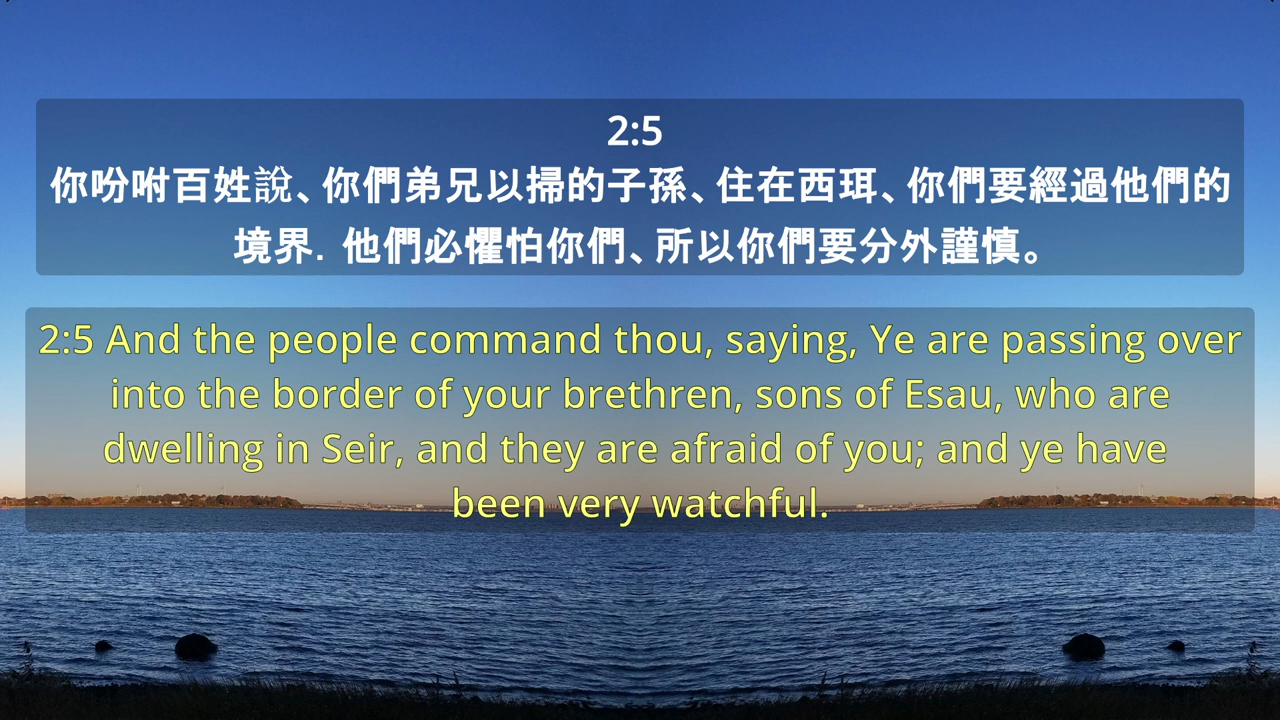 2:5
你吩咐百姓說、你們弟兄以掃的子孫、住在西珥、你們要經過他們的
境界．他們必懼怕你們、所以你們要分外謹慎。
2:5 And the people command thou, saying, Ye are passing over
into the border of your brethren, sons of Esau, who are
dwelling in Seir, and they are afraid of you; and ye have
been very watchful.